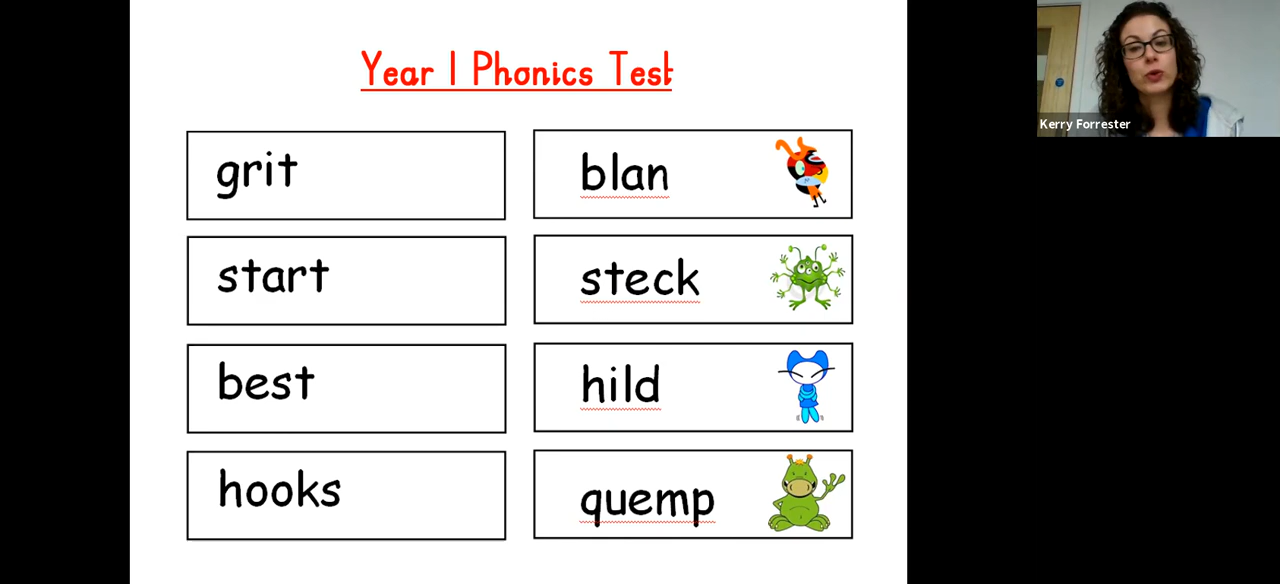 Year 1 Phonics Test
grit
blan
start
steck
best
hild
hooks
quemp
Kerry Forrester